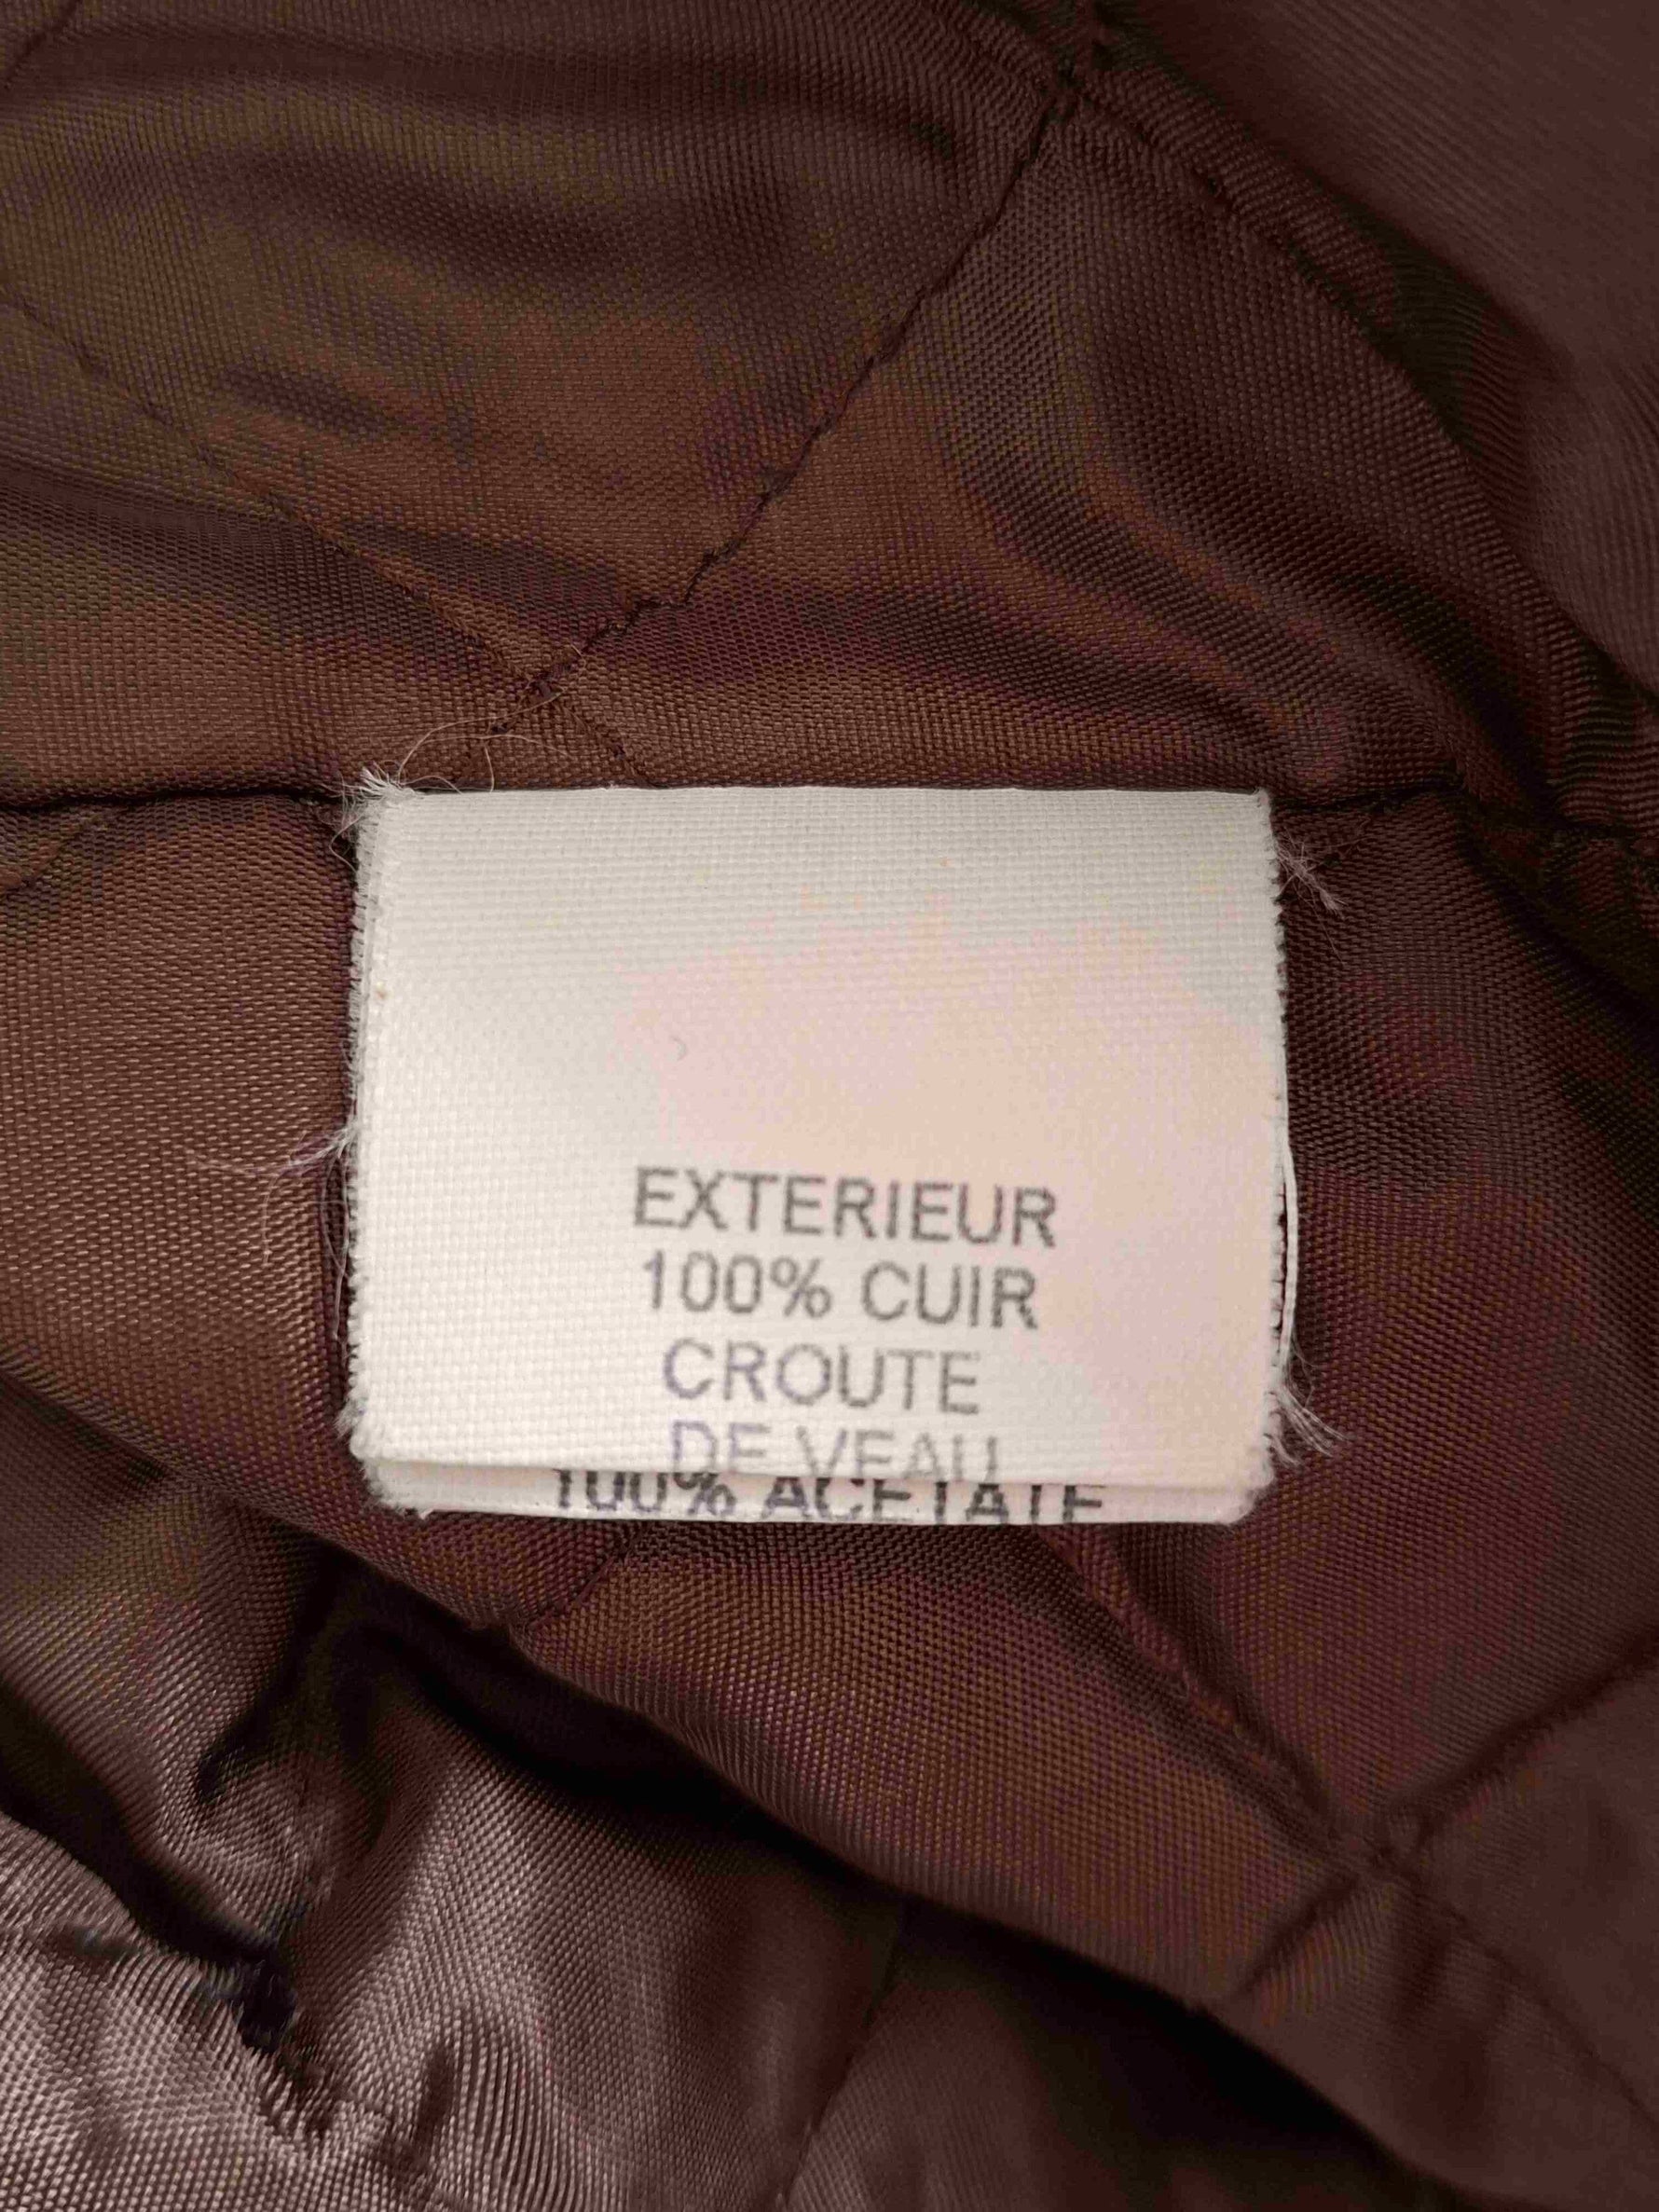 EXTERIEUR
100% CUIR
CROUTE
DE VEAU
100% ACETATE